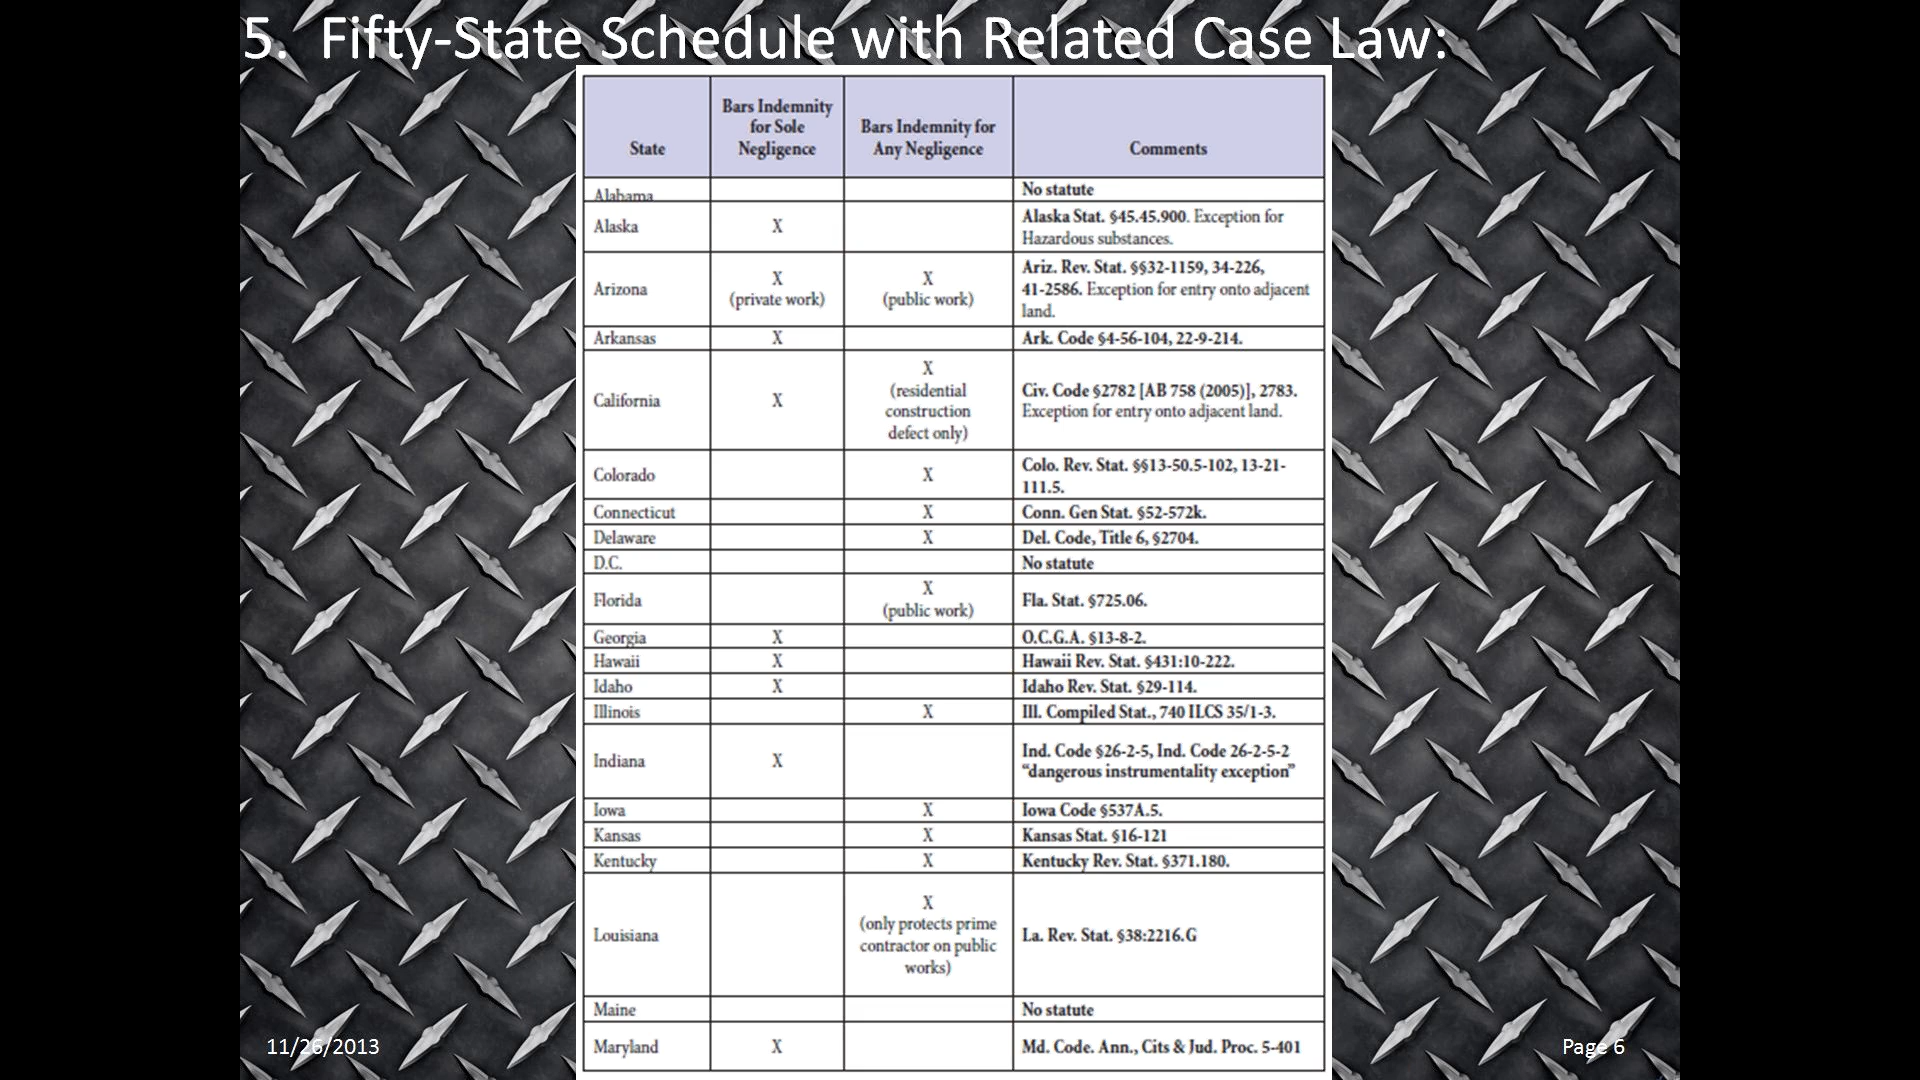 5. Fifty-State Schedule with Related Case Law:
State
Bars Indemnity
for Sole
Negligence
Bars Indemnity for
Any Negligence
Comments
Alabama
No statute
Alaska
X
Alaska Stat. §45.45.900. Exception for
Hazardous substances.
Arizona
X
(private work)
X
(public work)
Ariz. Rev. Stat. §§32-1159, 34-226,
41-2586. Exception for entry onto adjacent
land.
Arkansas
X
Ark. Code §4-56-104, 22-9-214.
California
X
X
(residential
construction
defect only)
Civ. Code §2782 [AB 758 (2005)], 2783.
Exception for entry onto adjacent land.
Colorado
X
Colo. Rev. Stat. §§13-50.5-102, 13-21-
111.5.
Connecticut
X
Conn. Gen Stat. §52-572k.
Delaware
X
Del. Code, Title 6, §2704.
D.C.
No statute
Florida
X
(public work)
Fla. Stat. §725.06.
Georgia
X
O.C.G.A. §13-8-2.
Hawaii
X
Hawaii Rev. Stat. §431:10-222.
Idaho
X
Idaho Rev. Stat. §29-114.
Illinois
X
Ill. Compiled Stat., 740 ILCS 35/1-3.
Indiana
X
Ind. Code §26-2-5, Ind. Code 26-2-5-2
“dangerous instrumentality exception”
Iowa
X
Iowa Code §537A.5.
Kansas
X
Kansas Stat. §16-121
Kentucky
X
Kentucky Rev. Stat. §371.180.
Louisiana
X
(only protects prime
contractor on public
works)
La. Rev. Stat. §38:2216.G
Maine
No statute
Maryland
X
Md. Code. Ann., Cits & Jud. Proc. 5-401
11/26/2013
Page 6